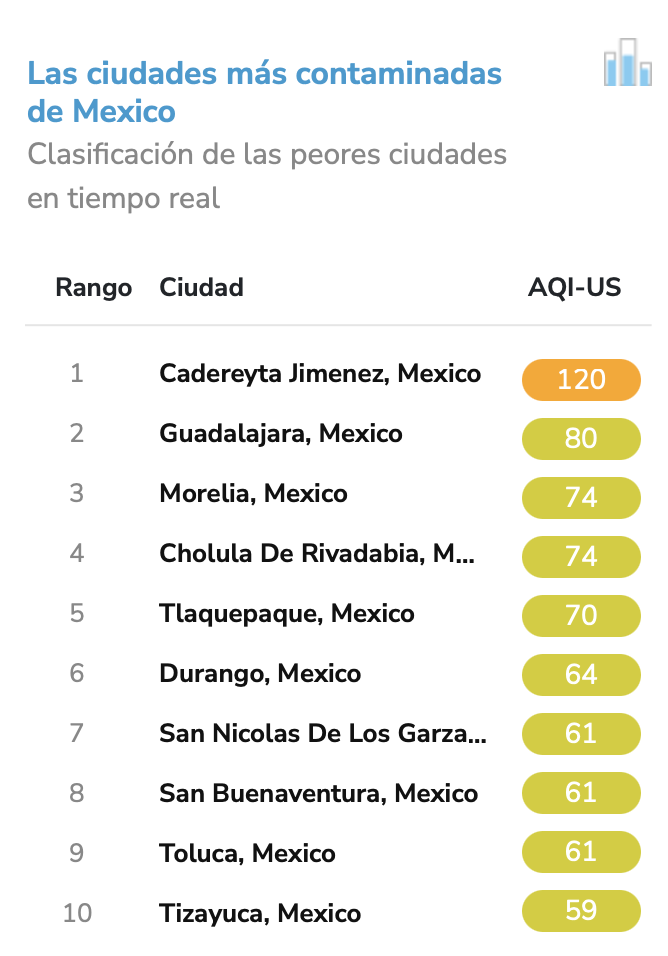 Las ciudades más contaminadas
de Mexico
Clasificación de las peores ciudades
en tiempo real
Rango Ciudad AQI-US
1 Cadereyta Jimenez, Mexico 120
2 Guadalajara, Mexico 80
3 Morelia, Mexico 74
4 Cholula De Rivadabia, M... 74
5 Tlaquepaque, Mexico 70
6 Durango, Mexico 64
7 San Nicolas De Los Garza... 61
8 San Buenaventura, Mexico 61
9 Toluca, Mexico 61
10 Tizayuca, Mexico 59